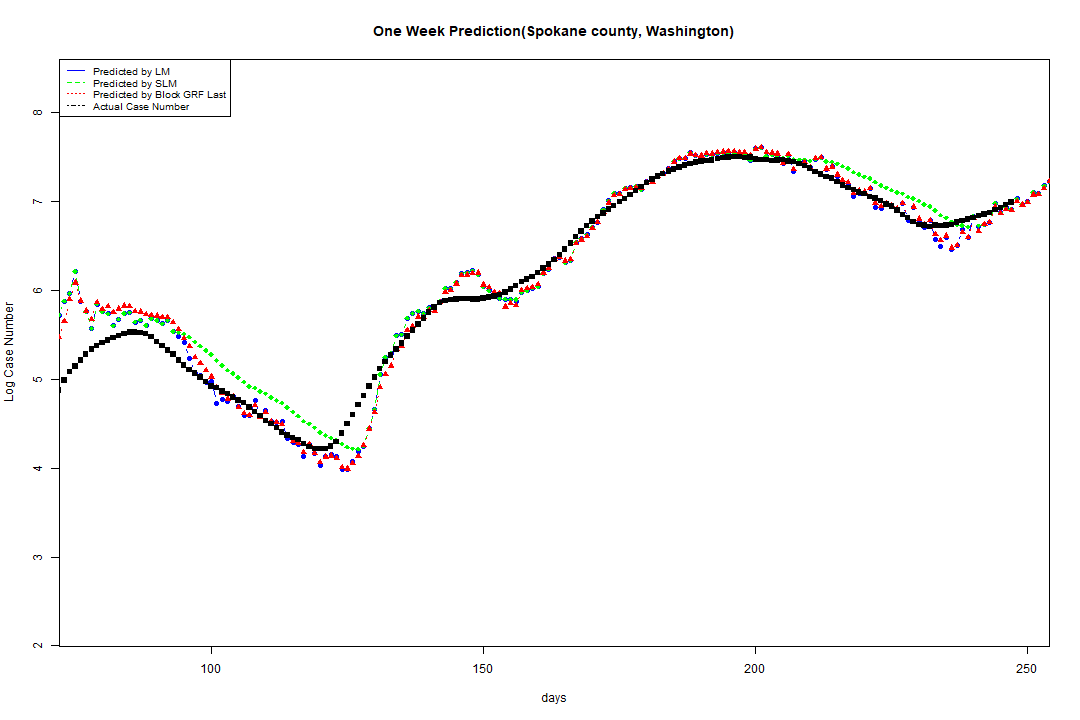 One Week Prediction(Spokane county, Washington)
Predicted by LM
Predicted by SLM
Predicted by Block GRF Last
Actual Case Number
8
7
6
5
4
3
2
Log Case Number
100
150
200
250
days